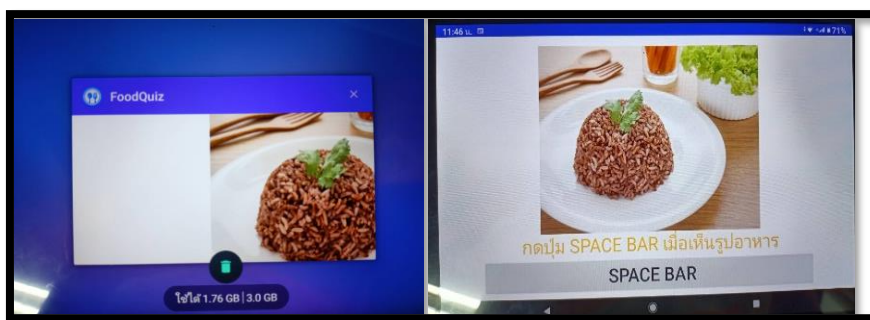 FoodQuiz
ใช้ได้ 1.76 GB | 3.0 GB
11:46 น.
71%
กดปุ่ม SPACE BAR เมื่อเห็นรูปอาหาร
SPACE BAR